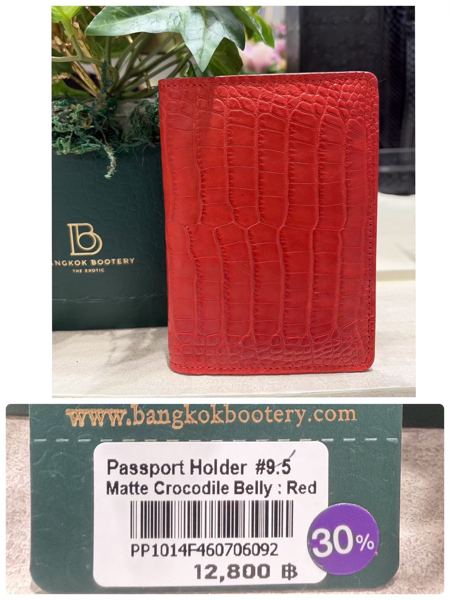 B
BANGKOK BOOTERY
THE EXOTIC
www.bangkokbootery.com
Passport Holder #9.5
Matte Crocodile Belly : Red
PP1014F460706092
12,800 ฿
30%